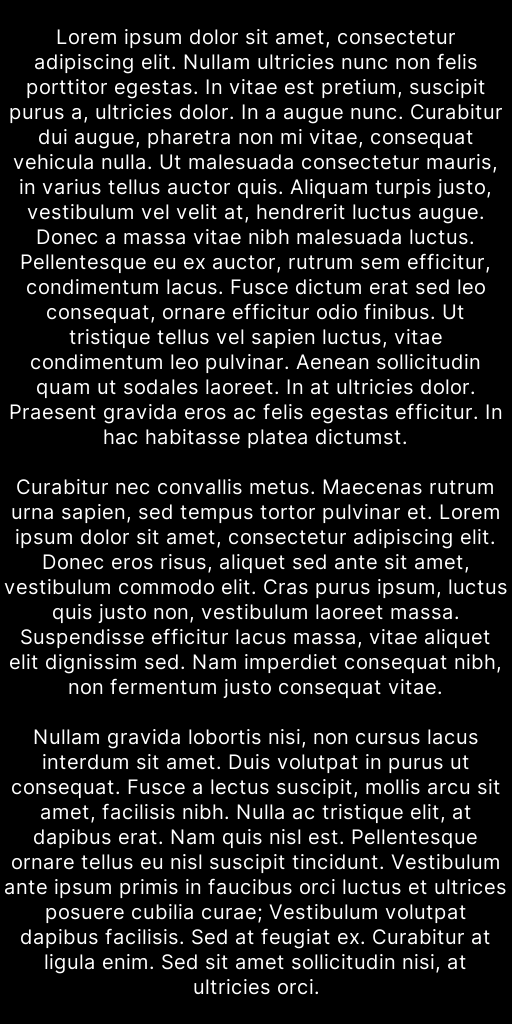 Lorem ipsum dolor sit amet, consectetur
adipiscing elit. Nullam ultricies nunc non felis
porttitor egestas. In vitae est pretium, suscipit
purus a, ultricies dolor. In a augue nunc. Curabitur
dui augue, pharetra non mi vitae, consequat
vehicula nulla. Ut malesuada consectetur mauris,
in varius tellus auctor quis. Aliquam turpis justo,
vestibulum vel velit at, hendrerit luctus augue.
Donec a massa vitae nibh malesuada luctus.
Pellentesque eu ex auctor, rutrum sem efficitur,
condimentum lacus. Fusce dictum erat sed leo
consequat, ornare efficitur odio finibus. Ut
tristique tellus vel sapien luctus, vitae
condimentum leo pulvinar. Aenean sollicitudin
quam ut sodales laoreet. In at ultricies dolor.
Praesent gravida eros ac felis egestas efficitur. In
hac habitasse platea dictumst.

Curabitur nec convallis metus. Maecenas rutrum
urna sapien, sed tempus tortor pulvinar et. Lorem
ipsum dolor sit amet, consectetur adipiscing elit.
Donec eros risus, aliquet sed ante sit amet,
vestibulum commodo elit. Cras purus ipsum, luctus
quis justo non, vestibulum laoreet massa.
Suspendisse efficitur lacus massa, vitae aliquet
elit dignissim sed. Nam imperdiet consequat nibh,
non fermentum justo consequat vitae.

Nullam gravida lobortis nisi, non cursus lacus
interdum sit amet. Duis volutpat in purus ut
consequat. Fusce a lectus suscipit, mollis arcu sit
amet, facilisis nibh. Nulla ac tristique elit, at
dapibus erat. Nam quis nisl est. Pellentesque
ornare tellus eu nisl suscipit tincidunt. Vestibulum
ante ipsum primis in faucibus orci luctus et ultrices
posuere cubilia curae; Vestibulum volutpat
dapibus facilisis. Sed at feugiat ex. Curabitur at
ligula enim. Sed sit amet sollicitudin nisi, at
ultricies orci.